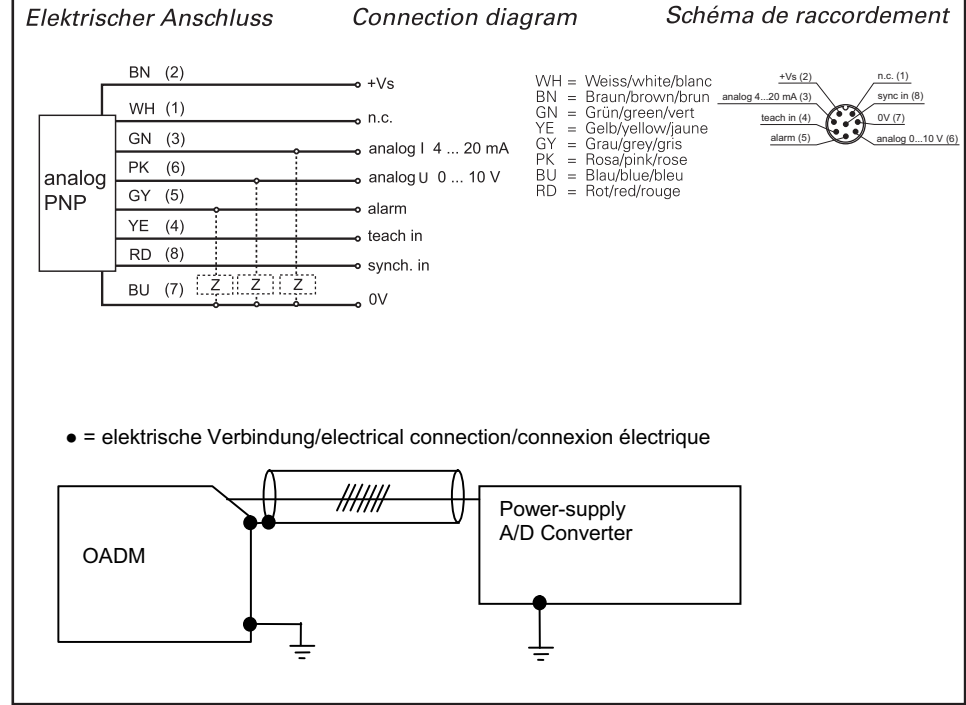 Elektrischer Anschluss Connection diagram Schéma de raccordement
BN (2)
+Vs
WH (1)
n.c.
GN (3)
analog I 4 ... 20 mA
PK (6)
analog U 0 ... 10 V
analog
PNP
GY (5)
alarm
YE (4)
teach in
RD (8)
synch. in
Z Z Z
BU (7)
0V
WH = Weiss/white/blanc
BN = Braun/brown/brun
GN = Grün/green/vert
YE = Gelb/yellow/jaune
GY = Grau/grey/gris
PK = Rosa/pink/rose
BU = Blau/blue/bleu
RD = Rot/red/rouge
+Vs (2)
n.c. (1)
analog 4...20 mA (3)
sync in (8)
teach in (4)
0V (7)
alarm (5)
analog 0...10 V (6)
● = elektrische Verbindung/electrical connection/connexion électrique
OADM
Power-supply
A/D Converter